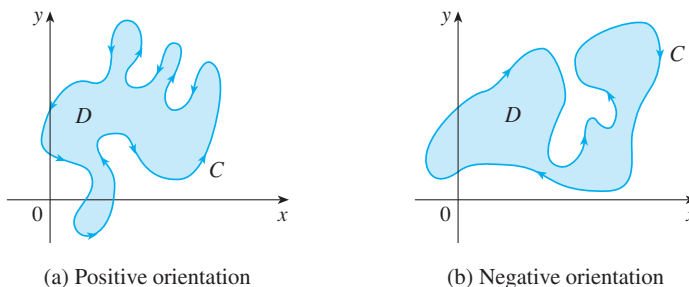 y
D
C
0
x
(a) Positive orientation
y
C
D
0
x
(b) Negative orientation